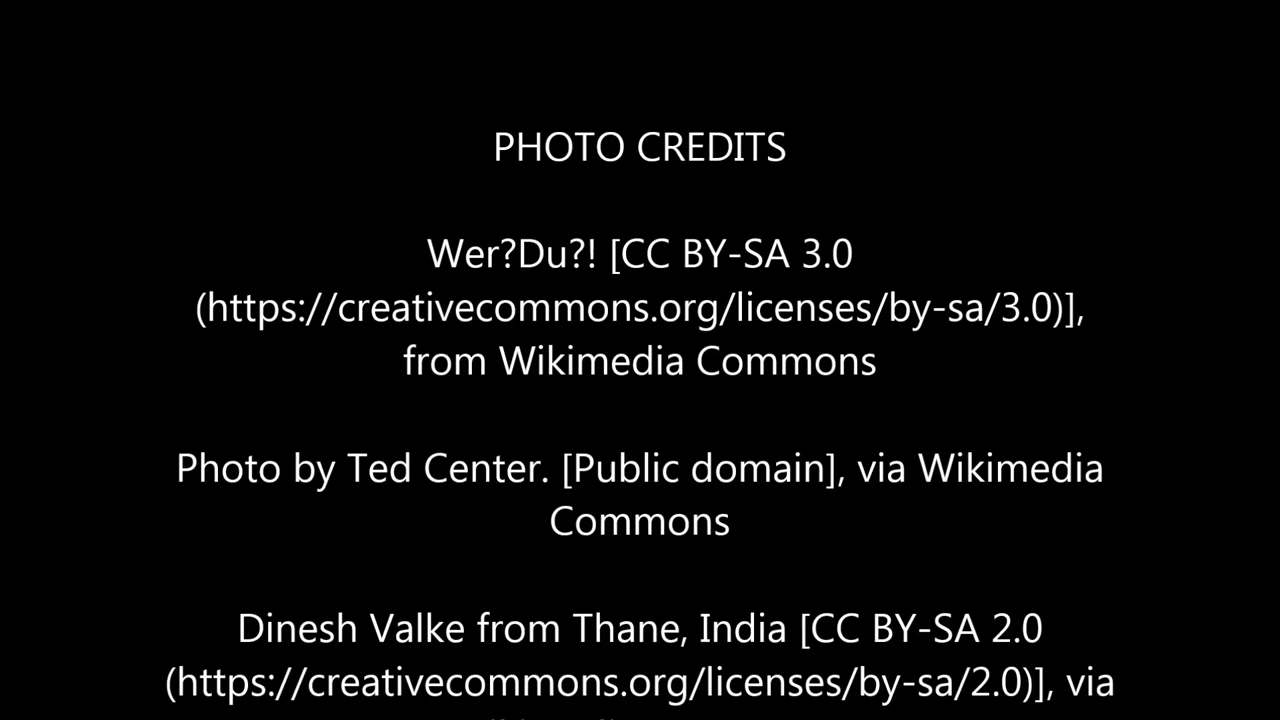 PHOTO CREDITS
Wer?Du?! [CC BY-SA 3.0
(https://creativecommons.org/licenses/by-sa/3.0)],
from Wikimedia Commons
Photo by Ted Center. [Public domain], via Wikimedia
Commons
Dinesh Valke from Thane, India [CC BY-SA 2.0
(https://creativecommons.org/licenses/by-sa/2.0)], via